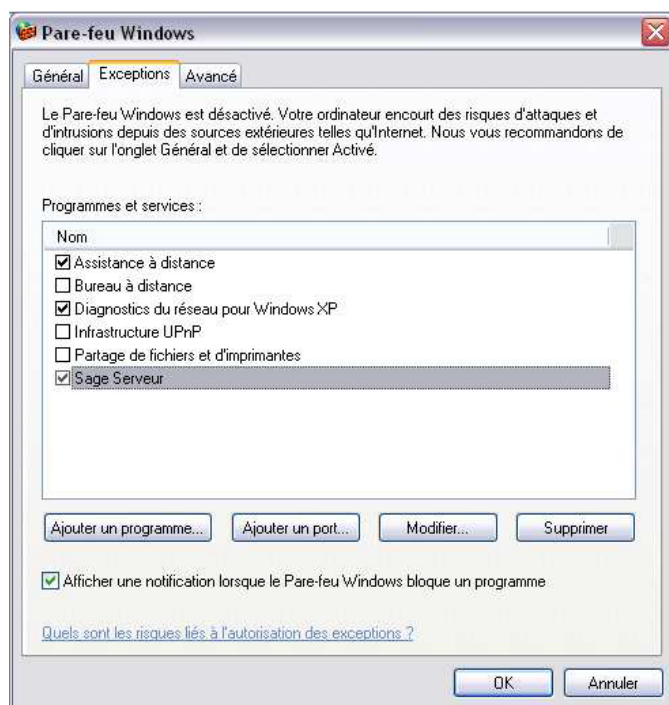 Pare-feu Windows
Général Exceptions Avancé
Le Pare-feu Windows est désactivé. Votre ordinateur encourt des risques d'attaques et
d'intrusions depuis des sources extérieures telles qu'Internet. Nous vous recommandons de
cliquer sur l'onglet Général et de sélectionner Activé.
Programmes et services :
Nom
Assistance à distance
Bureau à distance
Diagnostics du réseau pour Windows XP
Infrastructure UPnP
Partage de fichiers et d'imprimantes
Sage Serveur
Ajouter un programme... Ajouter un port... Modifier... Supprimer
Afficher une notification lorsque le Pare-feu Windows bloque un programme
Quels sont les risques liés à l'autorisation des exceptions ?
OK Annuler